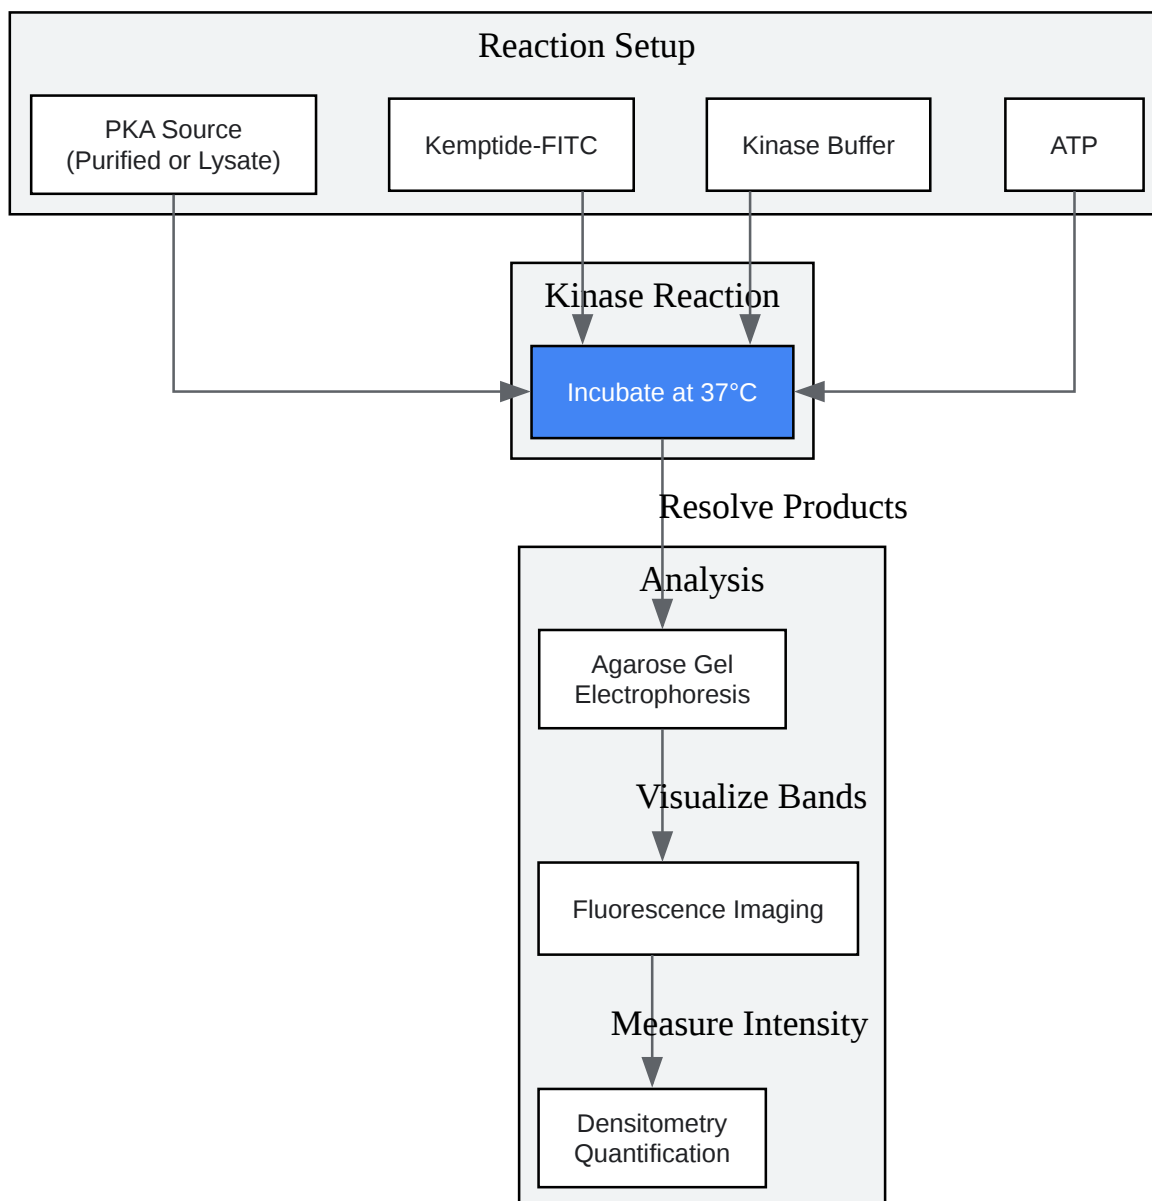 Reaction Setup
PKA Source
(Purified or Lysate)
Kemptide-FITC
Kinase Buffer
ATP
Kinase Reaction
Incubate at 37°C
Resolve Products
Analysis
Agarose Gel
Electrophoresis
Visualize Bands
Fluorescence Imaging
Measure Intensity
Densitometry
Quantification